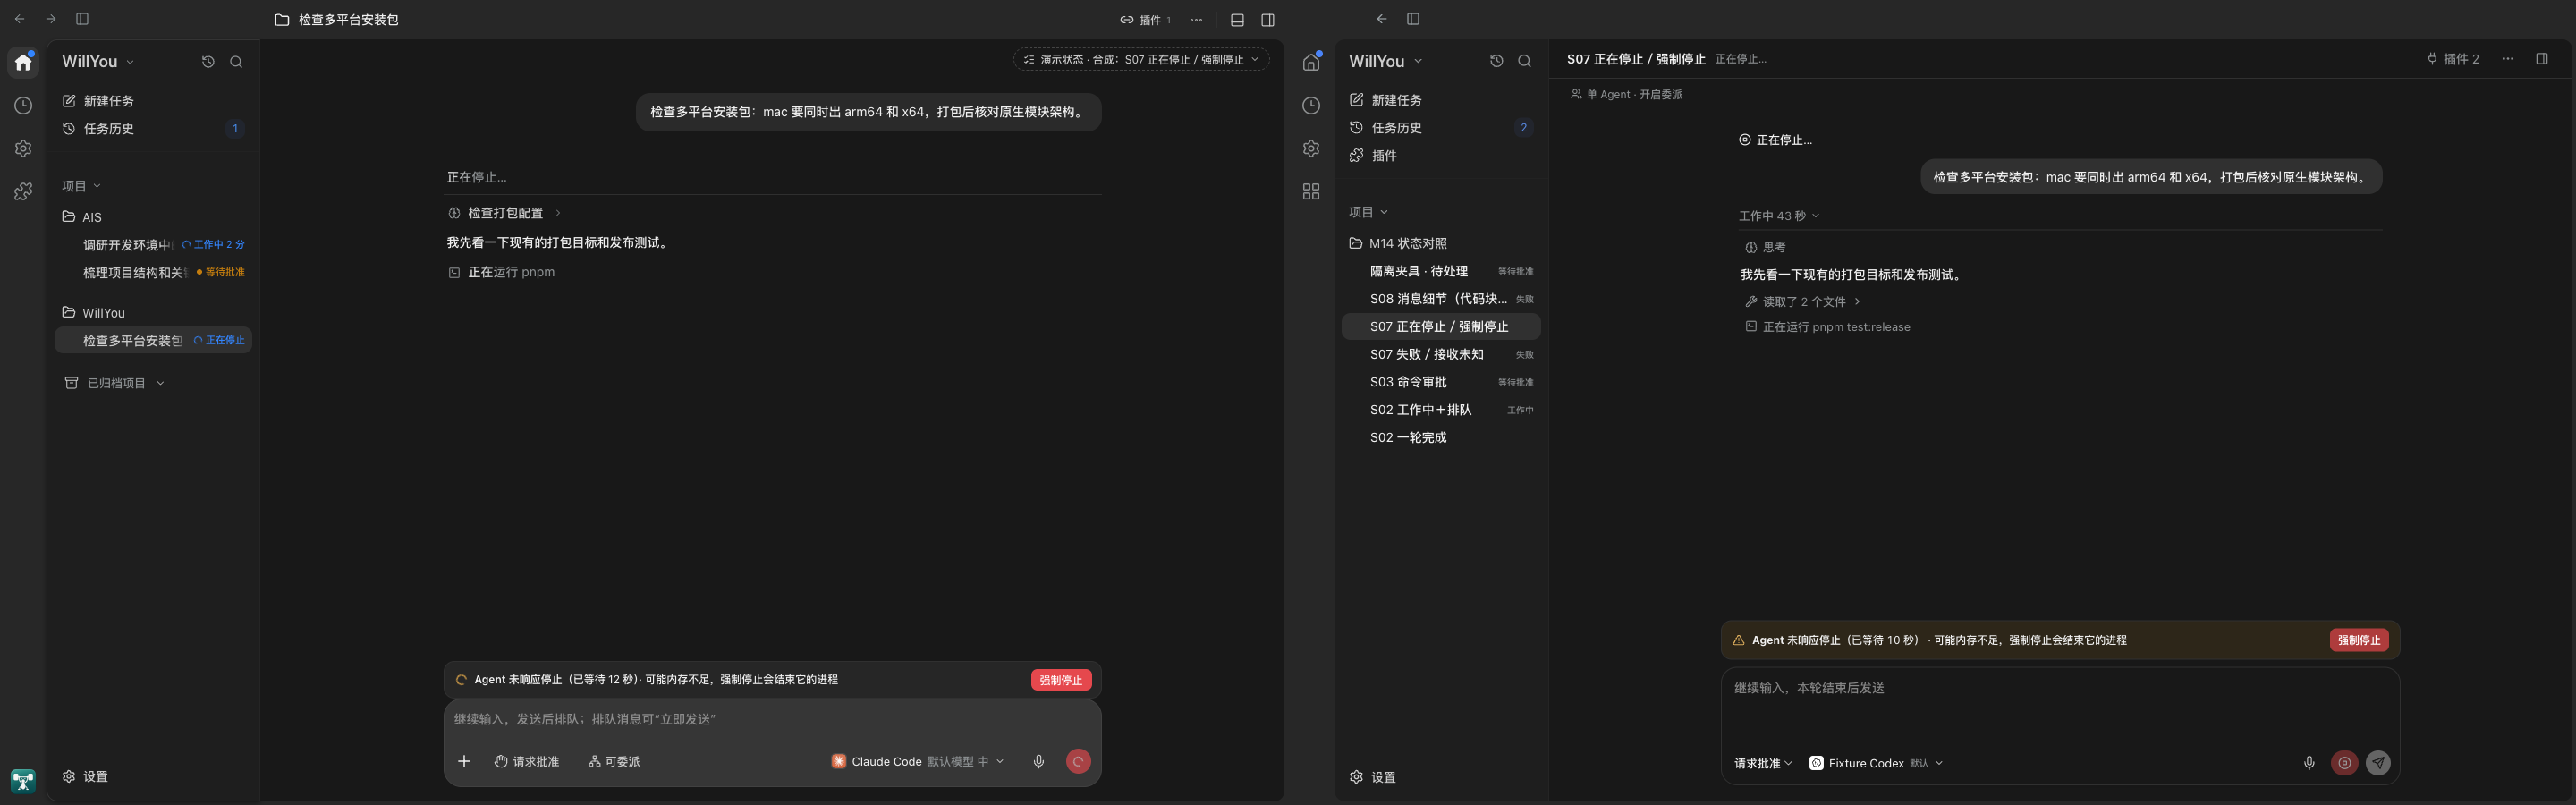 检查多平台安装包
插件 1
WillYou
新建任务
任务历史 1
项目
AIS
调研开发环境中 工作中 2 分
梳理项目结构和关 等待批准
WillYou
检查多平台安装包 正在停止
已归档项目
设置
演示状态 · 合成：S07 正在停止 / 强制停止
检查多平台安装包：mac 要同时出 arm64 和 x64，打包后核对原生模块架构。
正在停止...
检查打包配置
我先看一下现有的打包目标和发布测试。
正在运行 pnpm
Agent 未响应停止（已等待 12 秒）· 可能内存不足，强制停止会结束它的进程
强制停止
继续输入，发送后排队；排队消息可“立即发送”
请求批准
可委派
Claude Code 默认模型 中
WillYou
新建任务
任务历史 2
插件
项目
M14 状态对照
隔离夹具 · 待处理 等待批准
S08 消息细节（代码块... 失败
S07 正在停止 / 强制停止
S07 失败 / 接收未知 失败
S03 命令审批 等待批准
S02 工作中＋排队 工作中
S02 一轮完成
设置
S07 正在停止 / 强制停止 正在停止...
插件 2
单 Agent · 开启委派
正在停止...
检查多平台安装包：mac 要同时出 arm64 和 x64，打包后核对原生模块架构。
工作中 43 秒
思考
我先看一下现有的打包目标和发布测试。
读取了 2 个文件
正在运行 pnpm test:release
Agent 未响应停止（已等待 10 秒） · 可能内存不足，强制停止会结束它的进程
强制停止
继续输入，本轮结束后发送
请求批准
Fixture Codex 默认